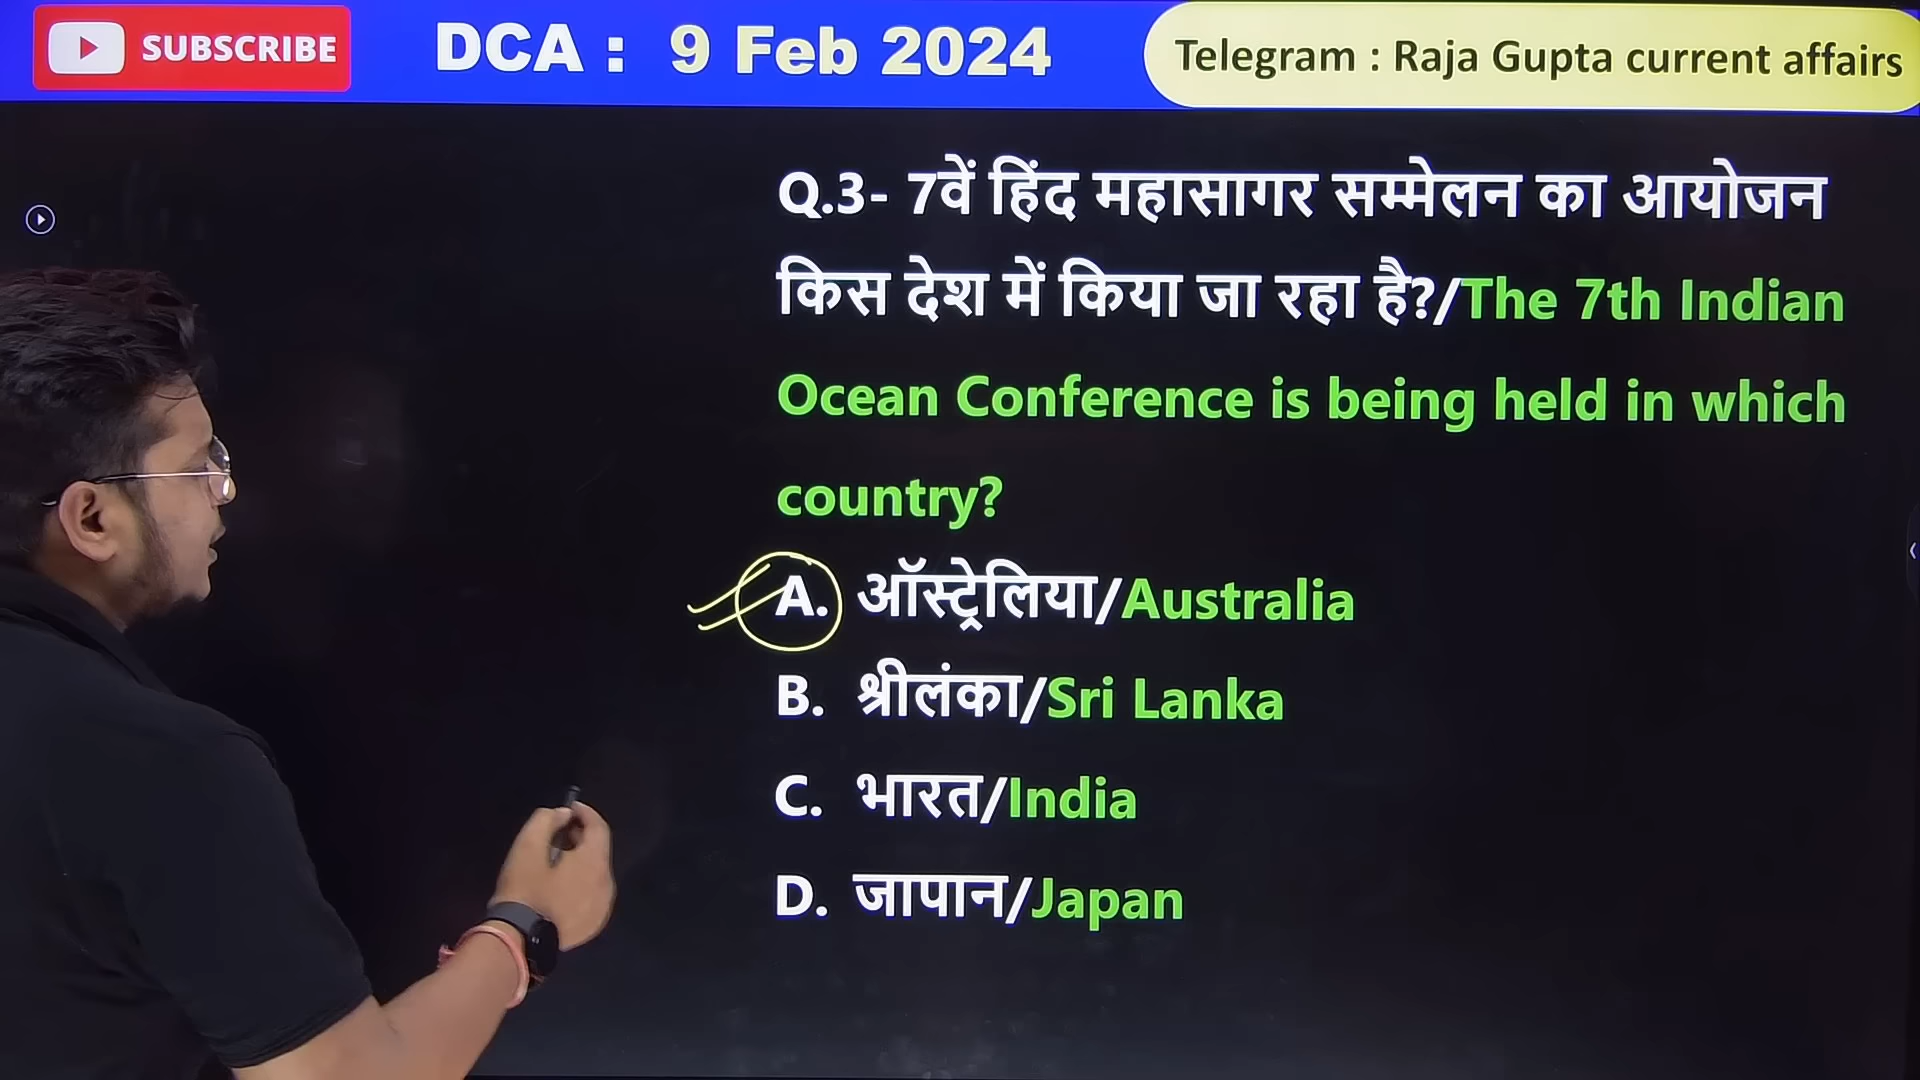 SUBSCRIBE
DCA : 9 Feb 2024
Telegram : Raja Gupta current affairs
Q.3- 7वें हिंद महासागर सम्मेलन का आयोजन
किस देश में किया जा रहा है?/The 7th Indian
Ocean Conference is being held in which
country?
A. ऑस्ट्रेलिया/Australia
B. श्रीलंका/Sri Lanka
C. भारत/India
D. जापान/Japan